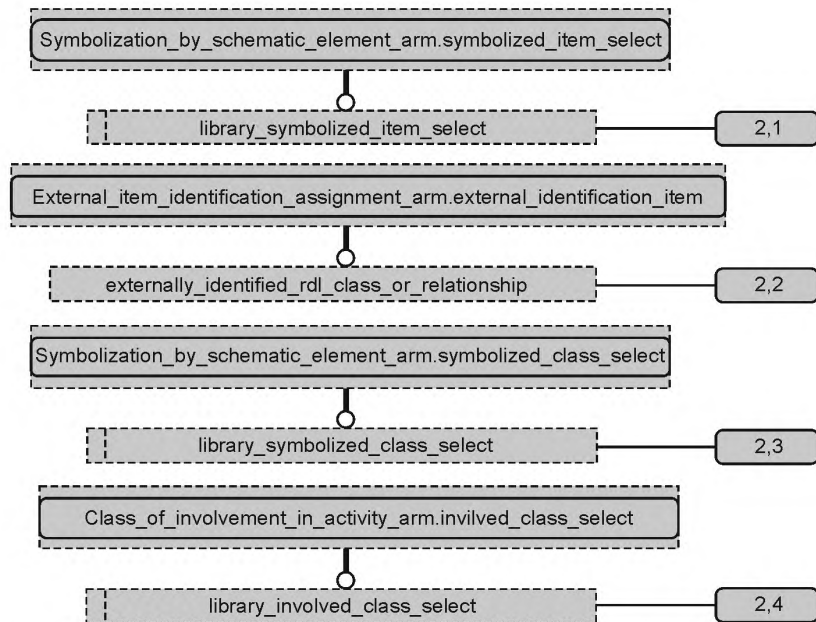 Symbolization_by_schematic_element_arm.symbolized_item_select
library_symbolized_item_select
2,1
External_item_identification_assignment_arm.external_identification_item
externally_identified_rdl_class_or_relationship
2,2
Symbolization_by_schematic_element_arm.symbolized_class_select
library_symbolized_class_select
2,3
Class_of_involvement_in_activity_arm.invilved_class_select
library_involved_class_select
2,4